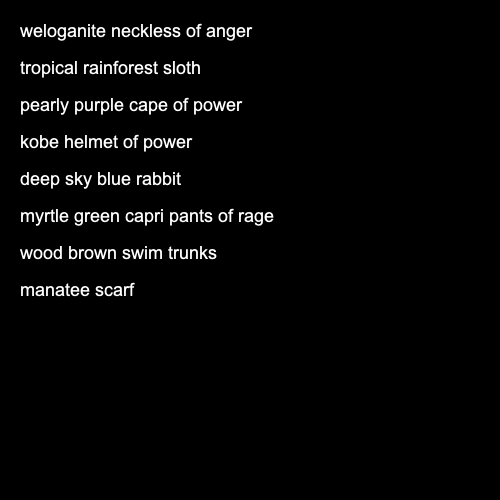 weloganite neckless of anger
tropical rainforest sloth
pearly purple cape of power
kobe helmet of power
deep sky blue rabbit
myrtle green capri pants of rage
wood brown swim trunks
manatee scarf